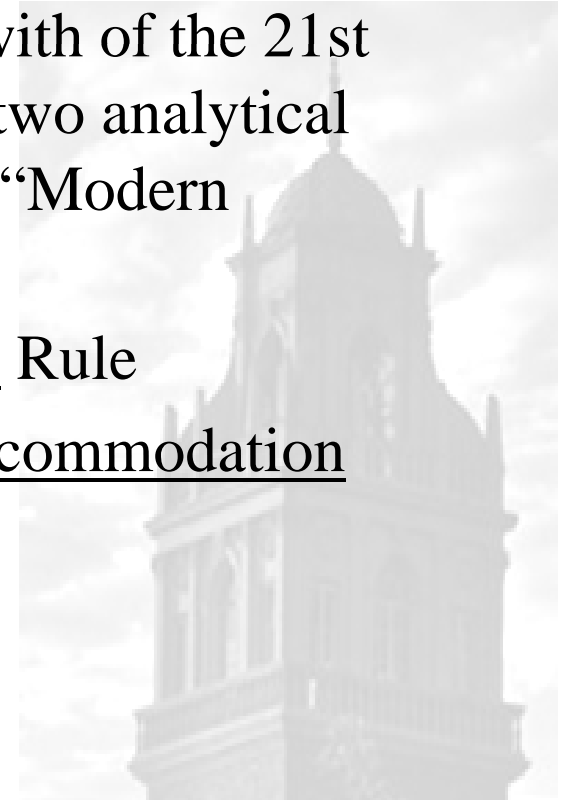 with of the 21st
two analytical
“Modern
Rule
commodation